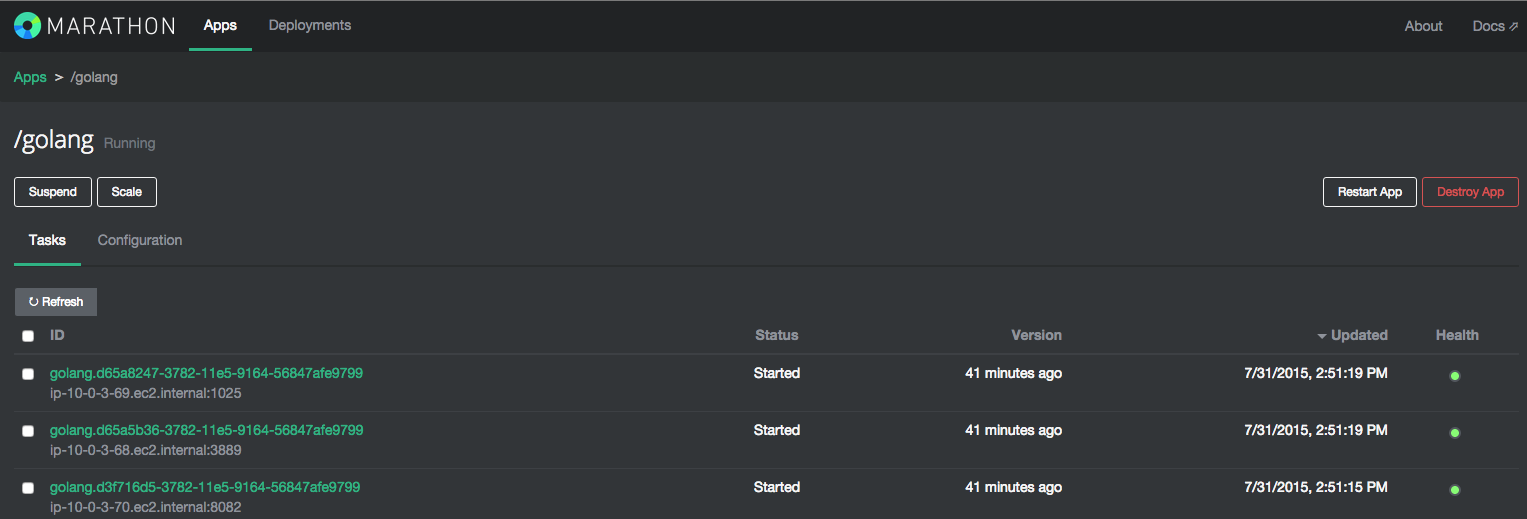 MARATHON Apps Deployments About Docs
Apps > /golang
/golang Running
Suspend Scale Restart App Destroy App
Tasks Configuration
Refresh
ID Status Version Updated Health
golang.d65a8247-3782-11e5-9164-56847afe9799 Started 41 minutes ago 7/31/2015, 2:51:19 PM
ip-10-0-3-69.ec2.internal:1025
golang.d65a5b36-3782-11e5-9164-56847afe9799 Started 41 minutes ago 7/31/2015, 2:51:19 PM
ip-10-0-3-68.ec2.internal:3889
golang.d3f716d5-3782-11e5-9164-56847afe9799 Started 41 minutes ago 7/31/2015, 2:51:15 PM
ip-10-0-3-70.ec2.internal:8082